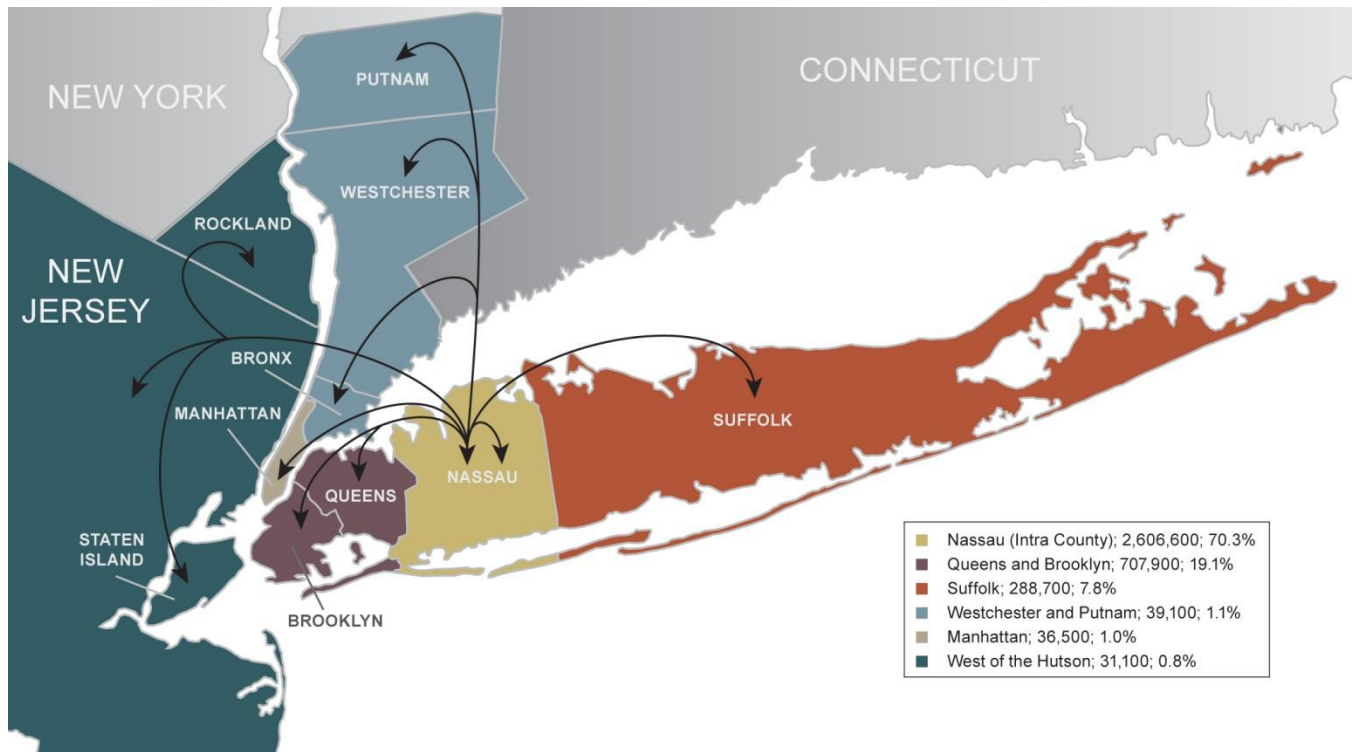 NEW YORK
CONNECTICUT
PUTNAM
WESTCHESTER
ROCKLAND
NEW
JERSEY
BRONX
MANHATTAN
SUFFOLK
NASSAU
QUEENS
STATEN
ISLAND
BROOKLYN
Nassau (Intra County); 2,606,600; 70.3%
Queens and Brooklyn; 707,900; 19.1%
Suffolk; 288,700; 7.8%
Westchester and Putnam; 39,100; 1.1%
Manhattan; 36,500; 1.0%
West of the Hutson; 31,100; 0.8%